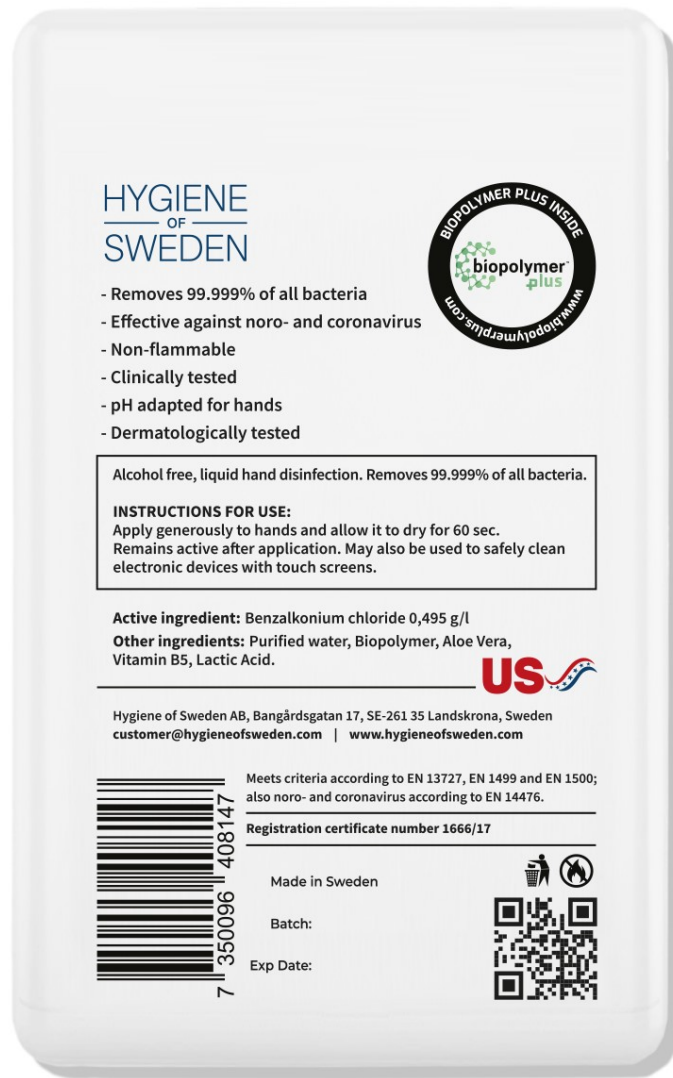 HYGIENE
OF
SWEDEN
BIOPOLYMER PLUS INSIDE
biopolymer™
plus
www.biopolymerplus.com
- Removes 99.999% of all bacteria
- Effective against noro- and coronavirus
- Non-flammable
- Clinically tested
- pH adapted for hands
- Dermatologically tested
Alcohol free, liquid hand disinfection. Removes 99.999% of all bacteria.
INSTRUCTIONS FOR USE:
Apply generously to hands and allow it to dry for 60 sec.
Remains active after application. May also be used to safely clean
electronic devices with touch screens.
Active ingredient: Benzalkonium chloride 0,495 g/l
Other ingredients: Purified water, Biopolymer, Aloe Vera,
Vitamin B5, Lactic Acid.
US
Hygiene of Sweden AB, Bangårdsgatan 17, SE-261 35 Landskrona, Sweden
customer@hygieneofsweden.com | www.hygieneofsweden.com
Meets criteria according to EN 13727, EN 1499 and EN 1500;
also noro- and coronavirus according to EN 14476.
Registration certificate number 1666/17
Made in Sweden
Batch:
Exp Date:
7 350096 408147